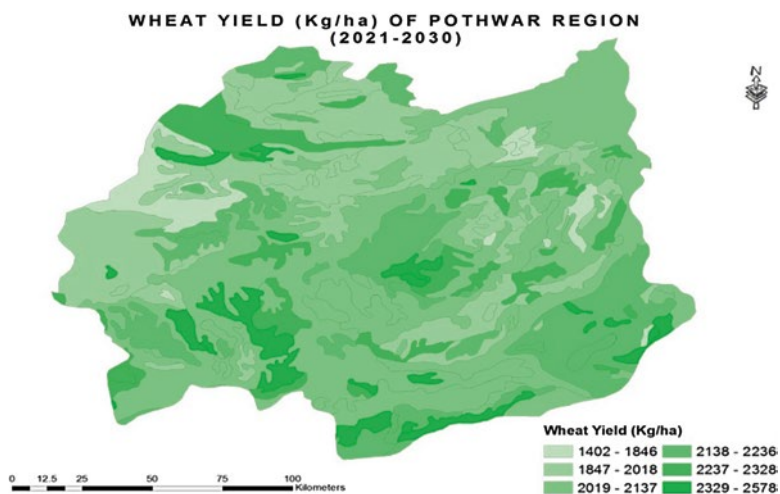 WHEAT YIELD (Kg/ha) OF POTHWAR REGION
(2021-2030)
N
Wheat Yield (Kg/ha)
1402 - 1846
1847 - 2018
2019 - 2137
2138 - 2236
2237 - 2328
2329 - 2578
0 12.5 25 50 75 100
Kilometers